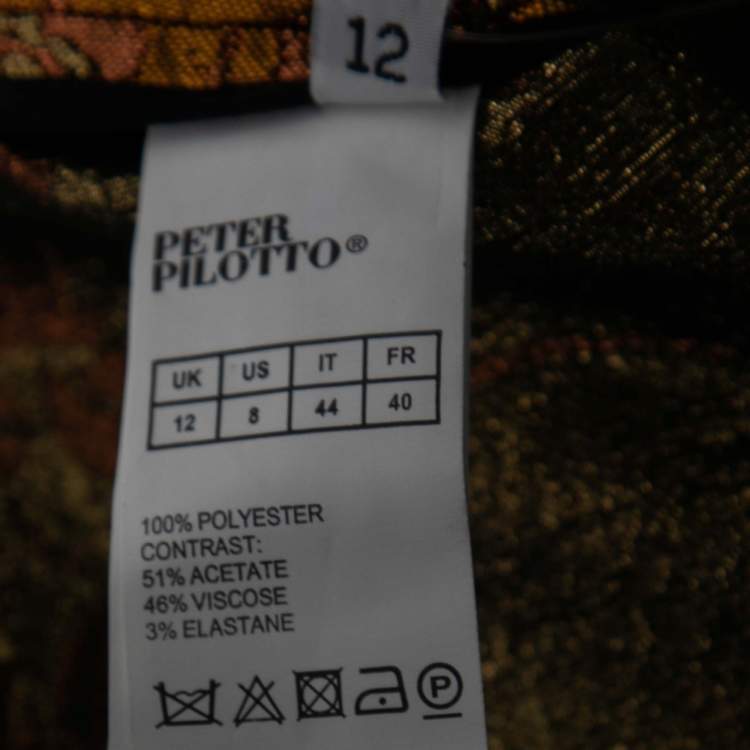 12
PETER
PILOTTO®
UK US IT FR
12 8 44 40
100% POLYESTER
CONTRAST:
51% ACETATE
46% VISCOSE
3% ELASTANE
P